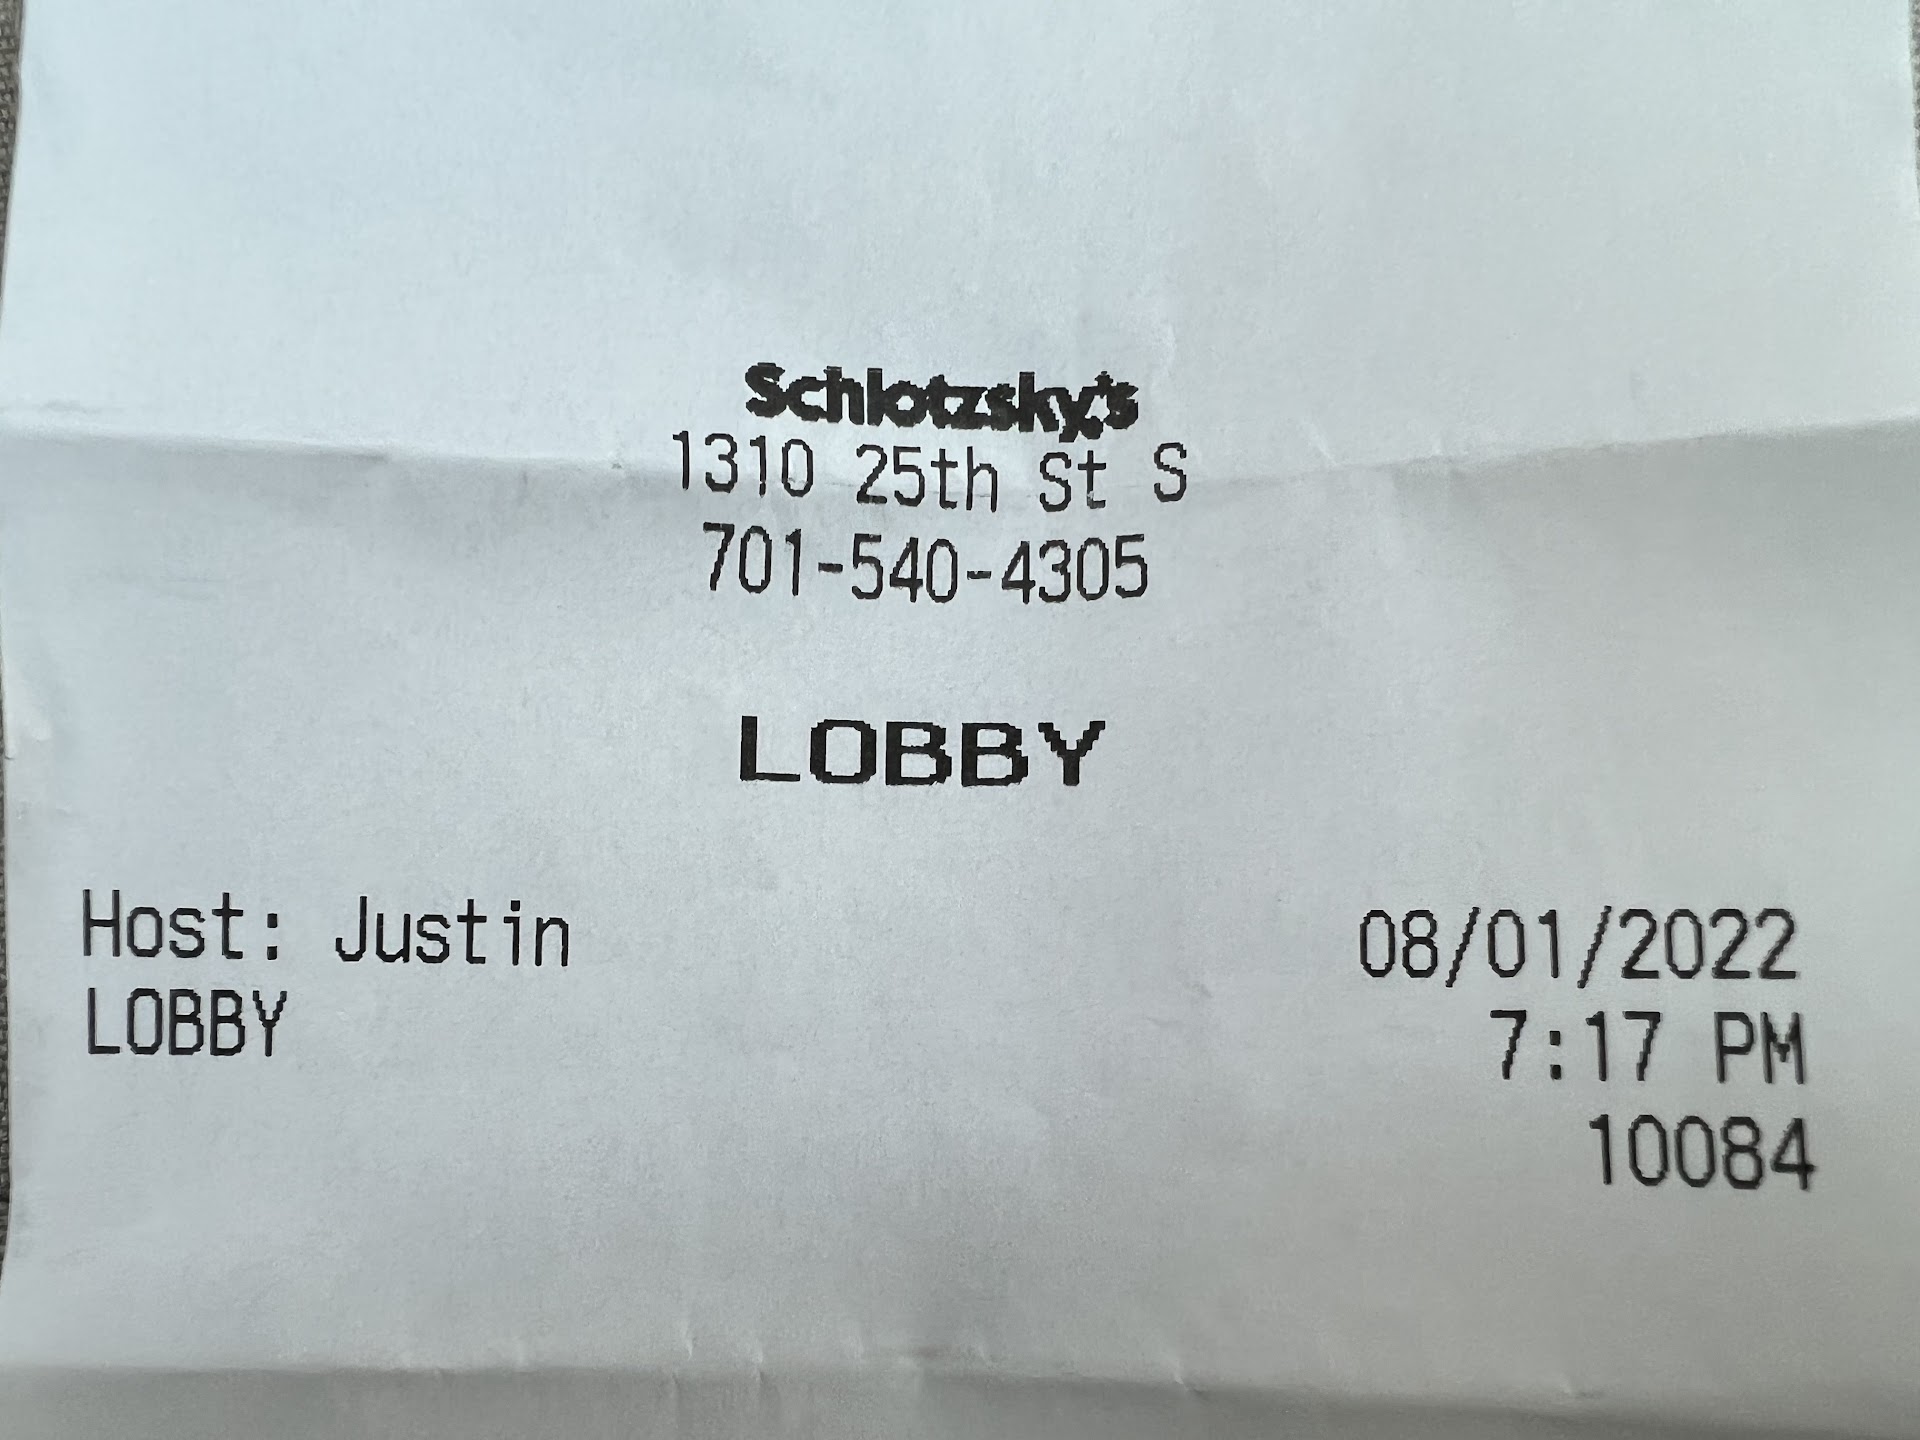 Schlotzsky's
1310 25th St S
701-540-4305
LOBBY
Host: Justin 08/01/2022
LOBBY 7:17 PM
10084